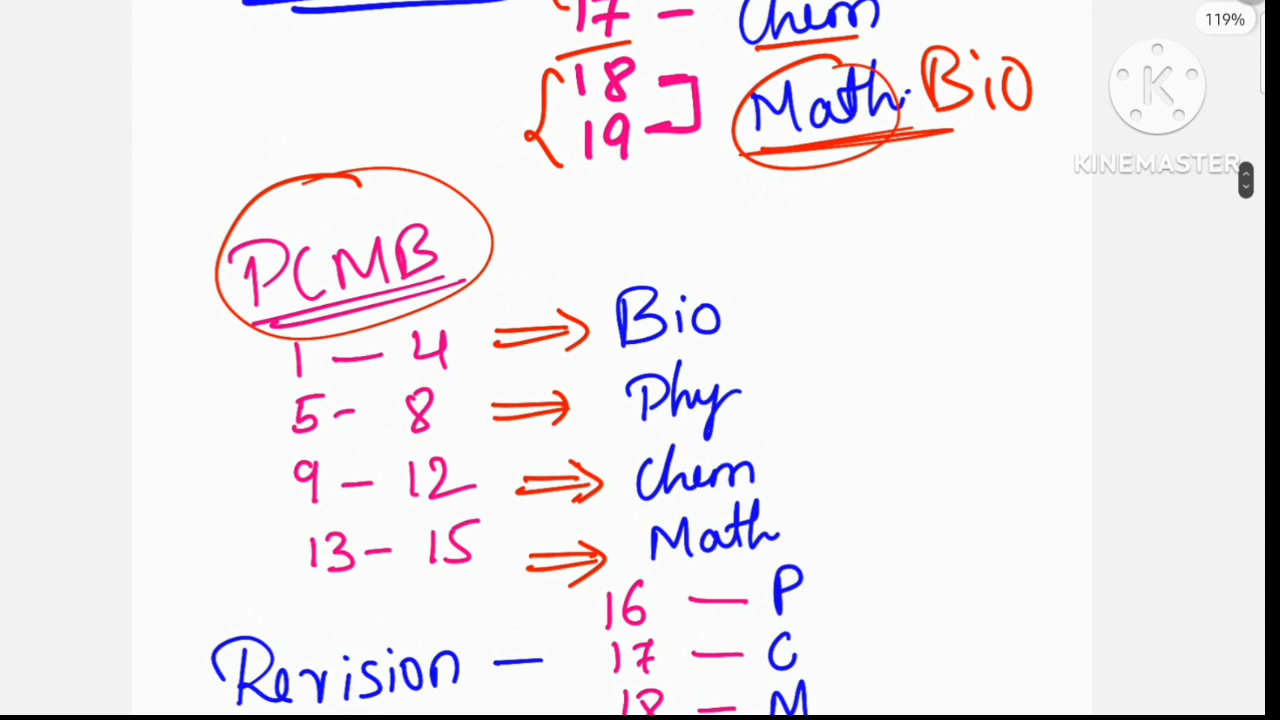 119%
17 - Chem
18
19 ] Math. Bio
K
KINEMASTER
PCMB
1 - 4 ⇒ Bio
5 - 8 ⇒ Phy
9 - 12 ⇒ Chem
13 - 15 ⇒ Math
16 - P
Revision - 17 - C
18 - M